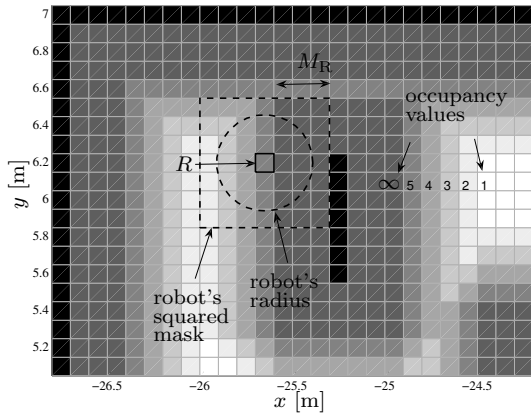 7
6.8
6.6
6.4
6.2
6
5.8
5.6
5.4
5.2
y [m]
M_R
occupancy
values
R
∞ 5 4 3 2 1
robot's
squared
mask
robot's
radius
−26.5 −26 −25.5 −25 −24.5
x [m]